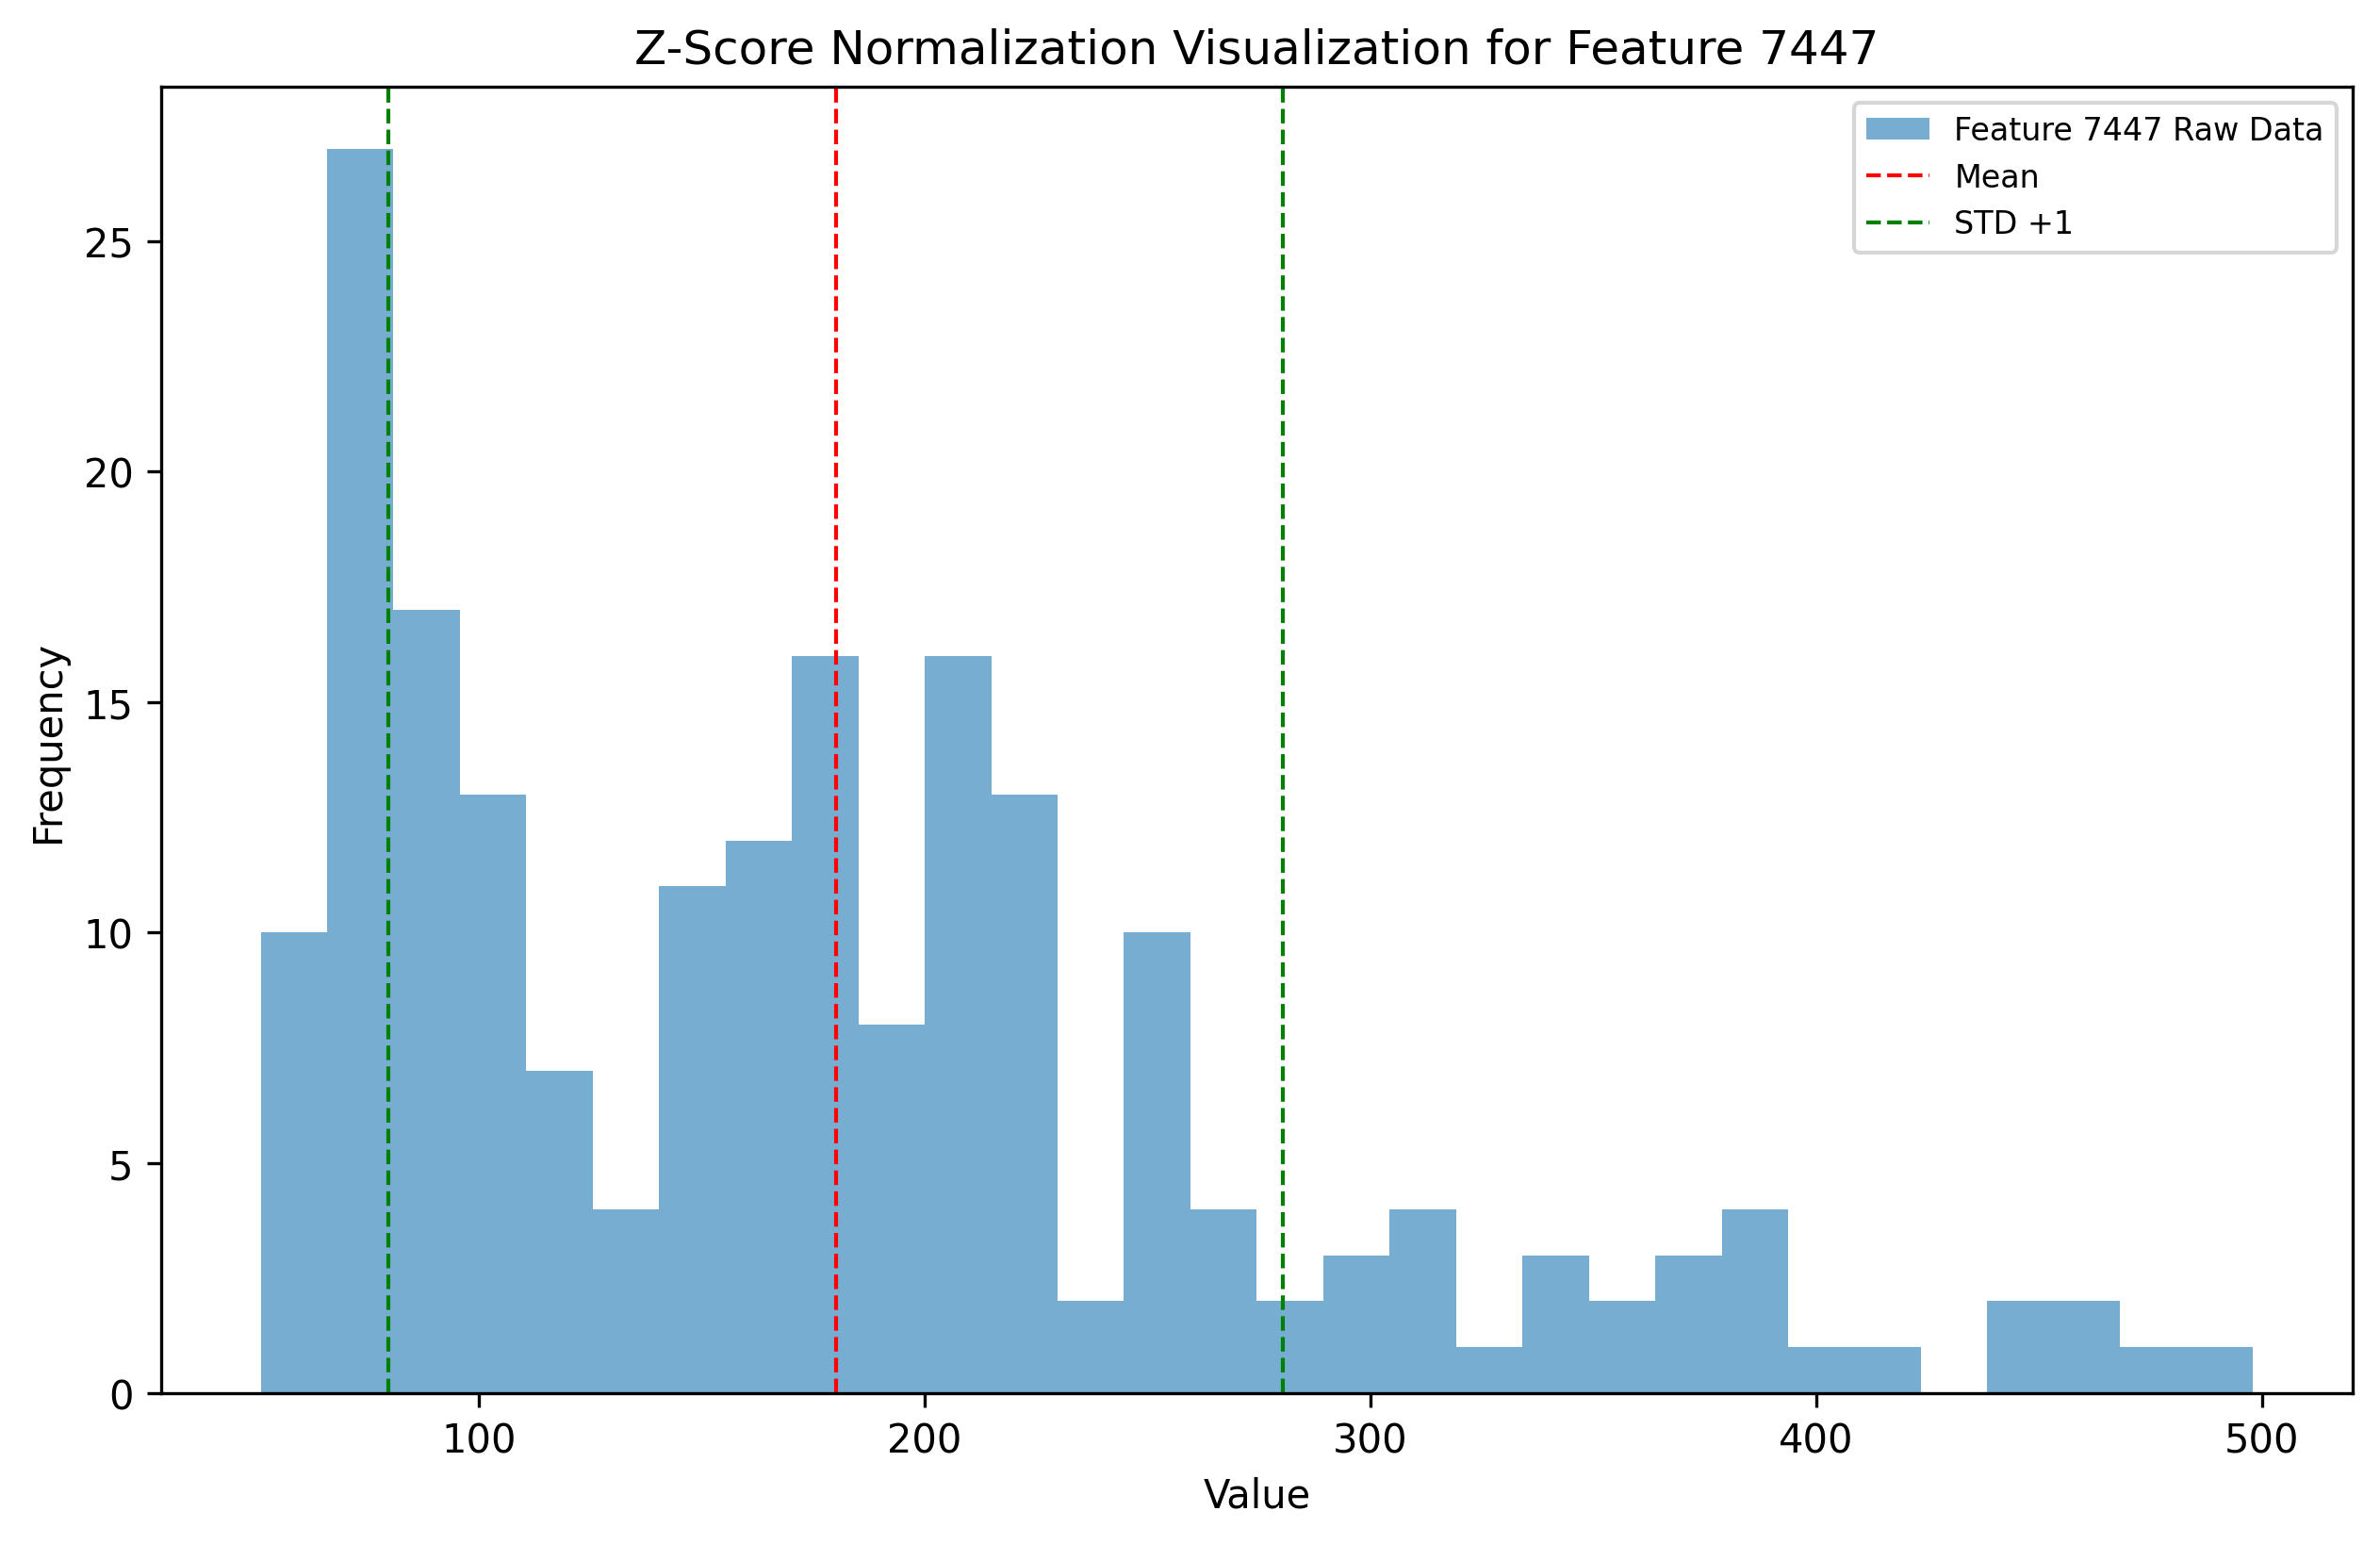 Z-Score Normalization Visualization for Feature 7447
Feature 7447 Raw Data
Mean
STD +1
25
20
15
10
5
0
Frequency
100 200 300 400 500
Value